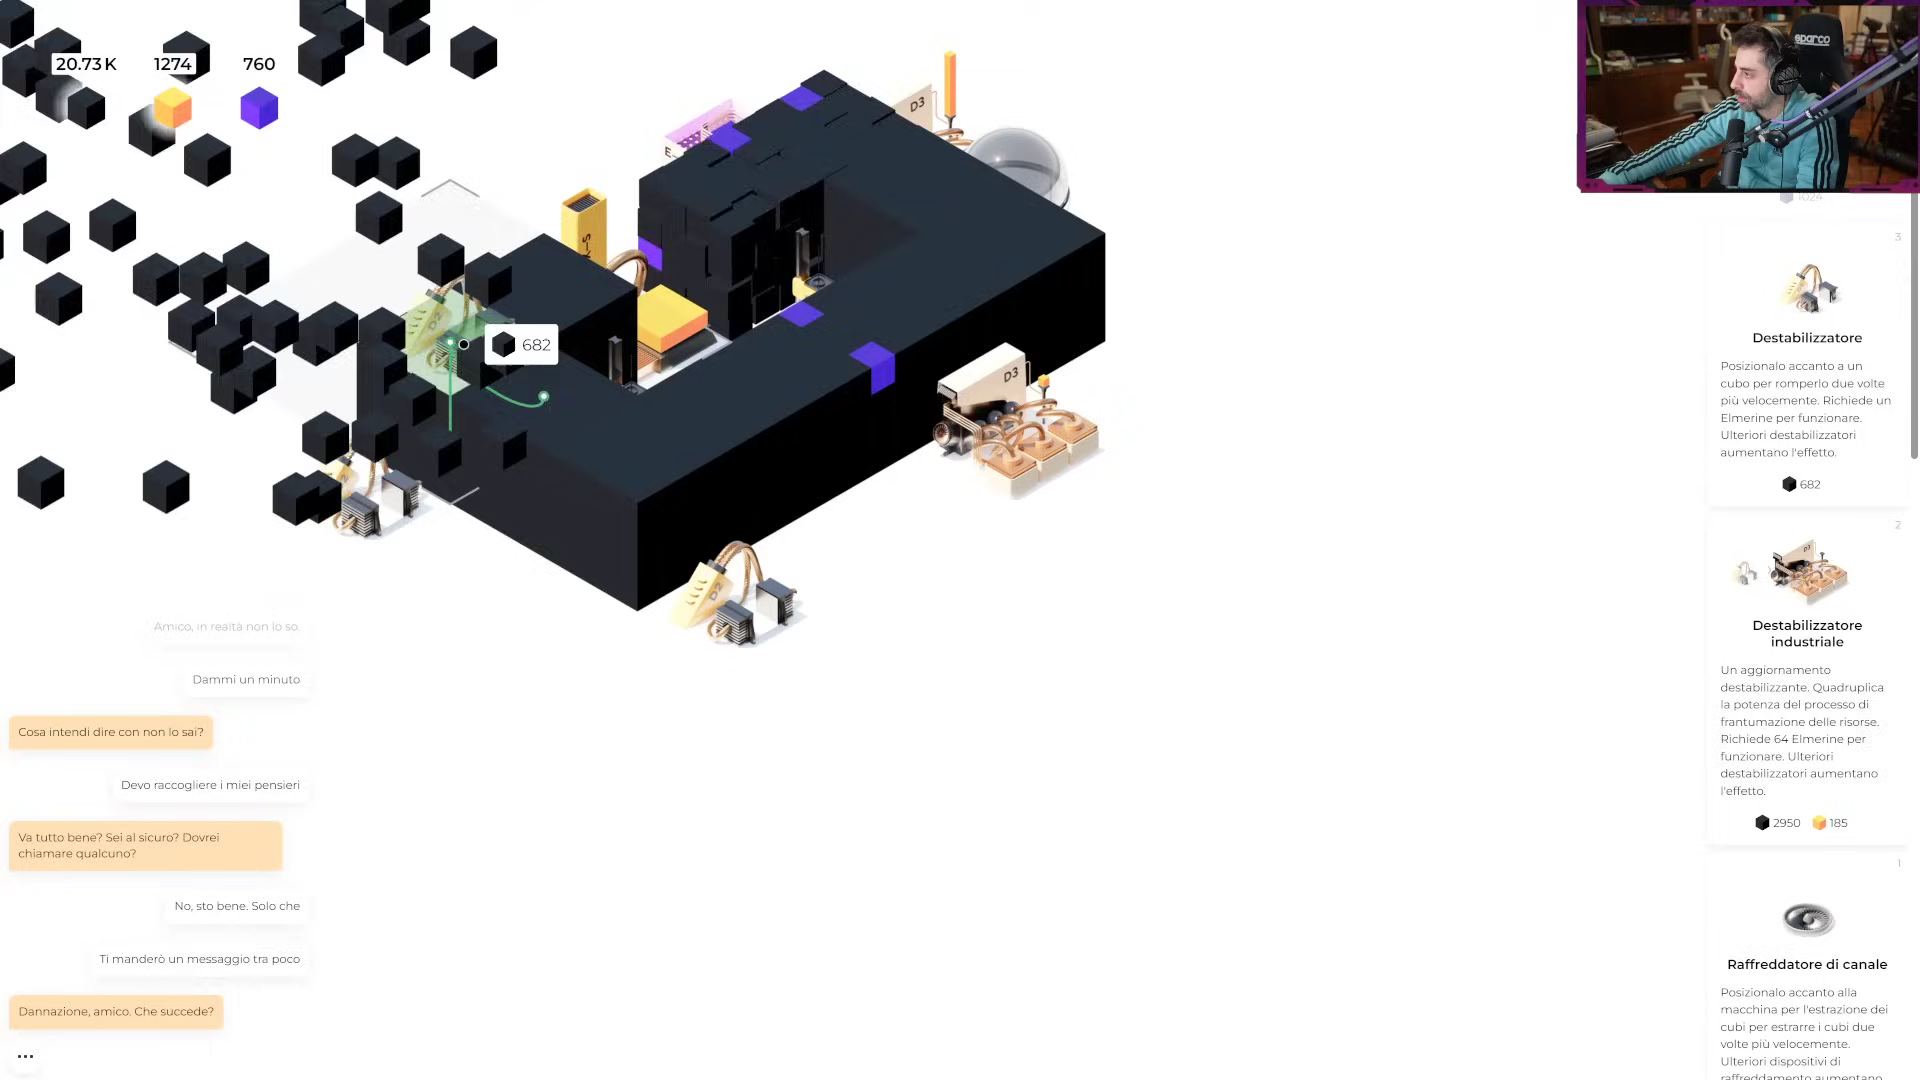 20.73 K
1274
760
sparco
1024
D3
D3
D2
D2
682
3
Destabilizzatore
Posizionalo accanto a un
cubo per romperlo due volte
più velocemente. Richiede un
Elmerine per funzionare.
Ulteriori destabilizzatori
aumentano l'effetto.
682
2
Destabilizzatore
industriale
Un aggiornamento
destabilizzante. Quadruplica
la potenza del processo di
frantumazione delle risorse.
Richiede 64 Elmerine per
funzionare. Ulteriori
destabilizzatori aumentano
l'effetto.
2950 185
1
Raffreddatore di canale
Posizionalo accanto alla
macchina per l'estrazione dei
cubi per estrarre i cubi due
volte più velocemente.
Ulteriori dispositivi di
raffreddamento aumentano
Amico, in realtà non lo so.
Dammi un minuto
Cosa intendi dire con non lo sai?
Devo raccogliere i miei pensieri
Va tutto bene? Sei al sicuro? Dovrei
chiamare qualcuno?
No, sto bene. Solo che
Ti manderò un messaggio tra poco
Dannazione, amico. Che succede?
...